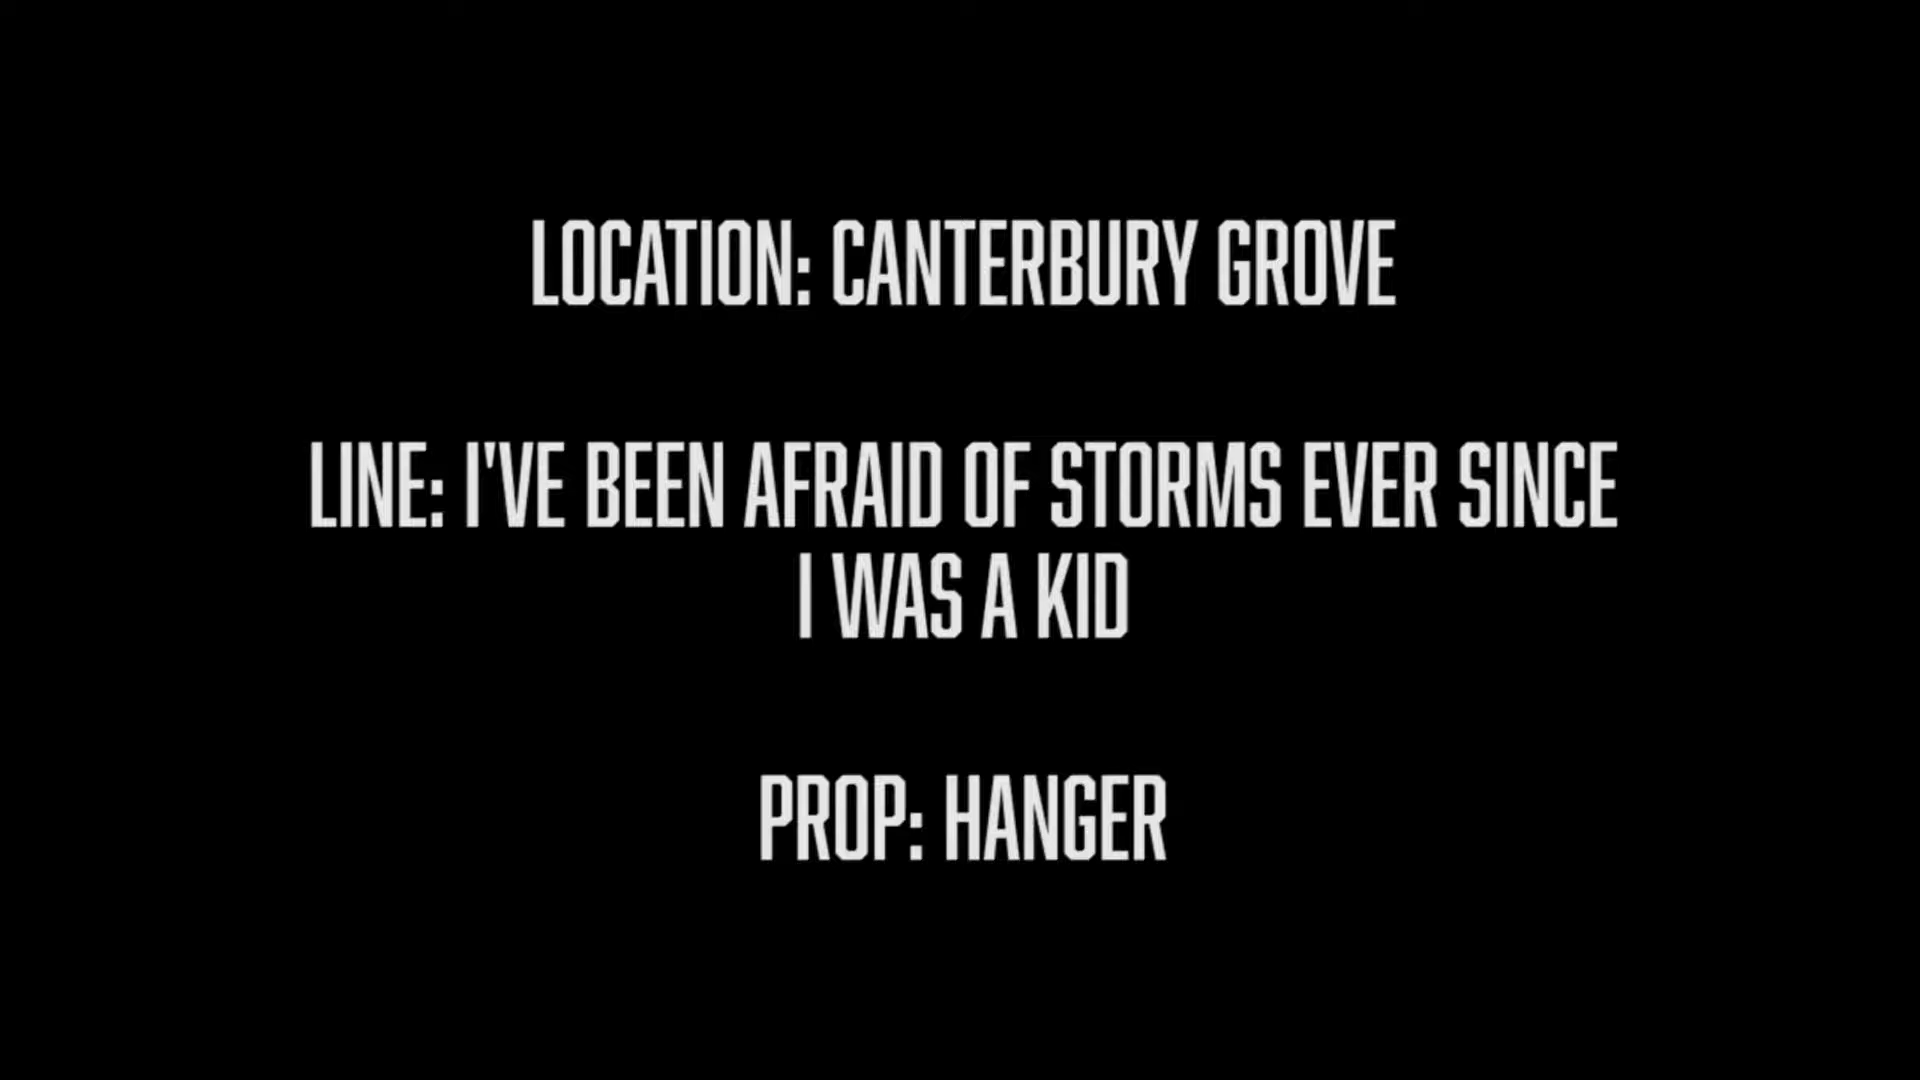 LOCATION: CANTERBURY GROVE
LINE: I'VE BEEN AFRAID OF STORMS EVER SINCE
I WAS A KID
PROP: HANGER